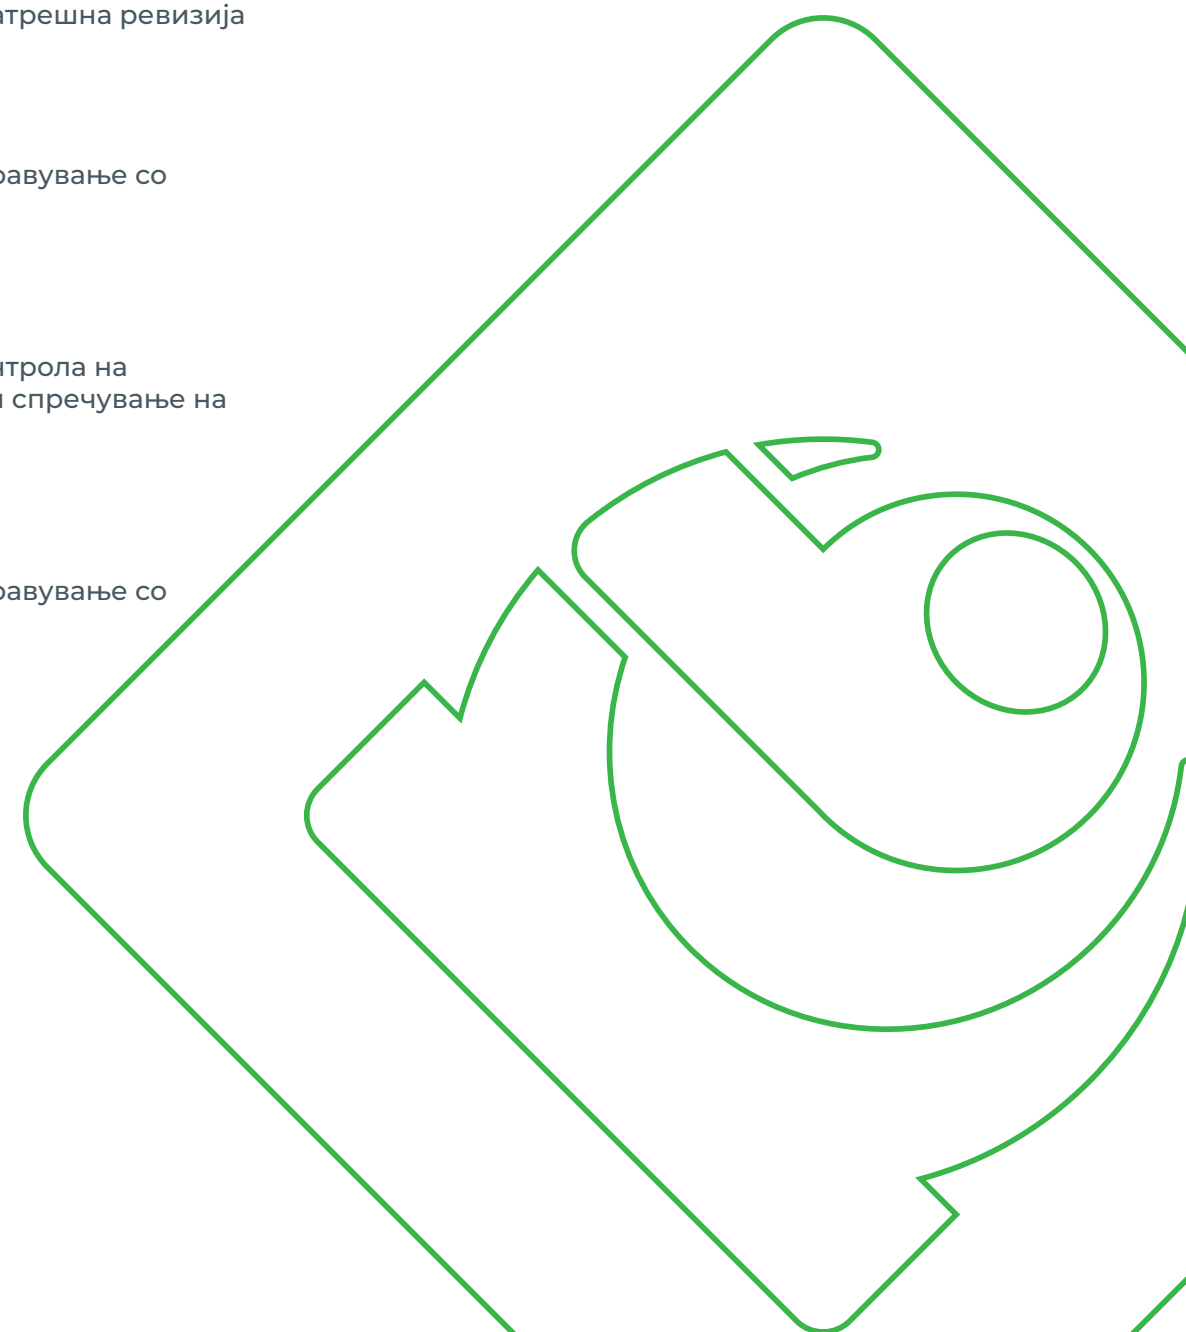 атрешна ревизија
равување со
нтрола на
спречување на
равување со